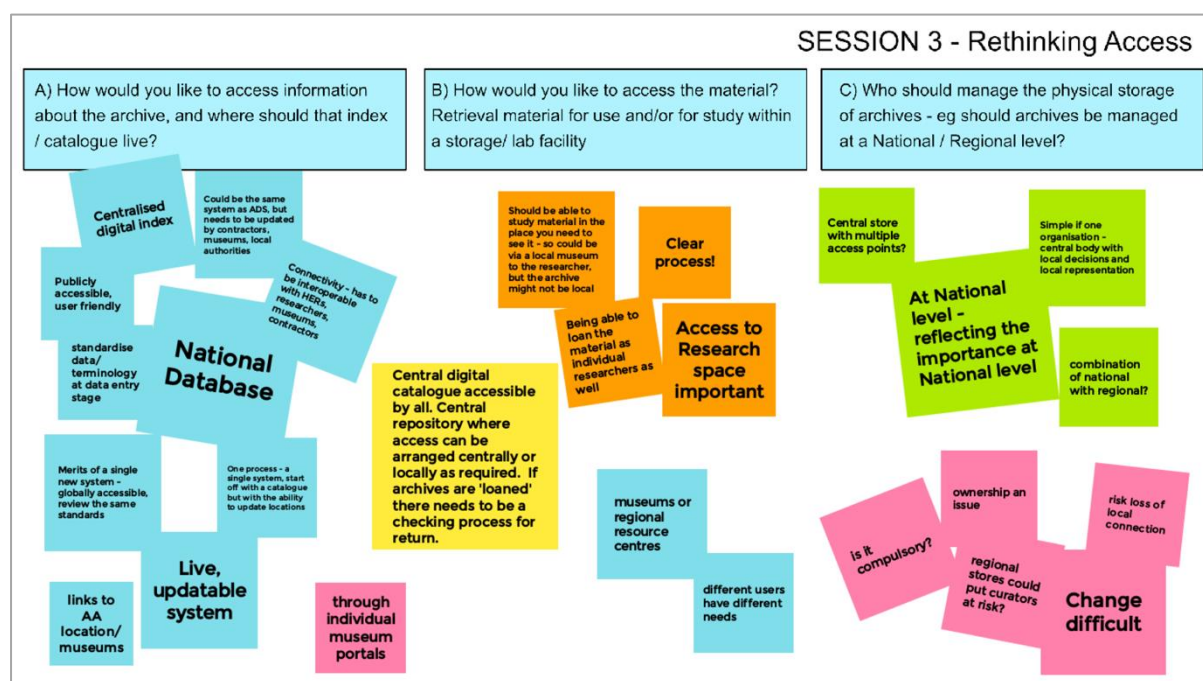 SESSION 3 - Rethinking Access
A) How would you like to access information
about the archive, and where should that index
/ catalogue live?
B) How would you like to access the material?
Retrieval material for use and/or for study within
a storage/ lab facility
C) Who should manage the physical storage
of archives - eg should archives be managed
at a National / Regional level?
Centralised
digital index
Could be the same
system as ADS, but
needs to be updated
by contractors,
museums, local
authorities
Publicly
accessible,
user friendly
Connectivity - has to
be interoperable
with HERs,
researchers,
museums,
contractors
standardise
data/
terminology
at data entry
stage
National
Database
Merits of a single
new system -
globally accessible,
review the same
standards
One process - a
single system, start
off with a catalogue
but with the ability
to update locations
Live,
updatable
system
links to
AA
location/
museums
through
individual
museum
portals
Central digital
catalogue accessible
by all. Central
repository where
access can be
arranged centrally or
locally as required. If
archives are 'loaned'
there needs to be a
checking process for
return.
Should be able to
study material in the
place you need to
see it - so could be
via a local museum
to the researcher,
but the archive
might not be local
Clear
process!
Being able to
loan the
material as
individual
researchers as
well
Access to
Research
space
important
museums or
regional
resource
centres
different users
have different
needs
Central store
with multiple
access points?
Simple if one
organisation -
central body with
local decisions and
local representation
At National
level -
reflecting the
importance at
National level
combination
of national
with regional?
is it
compulsory?
ownership an
issue
risk loss of
local
connection
regional
stores could
put curators
at risk?
Change
difficult